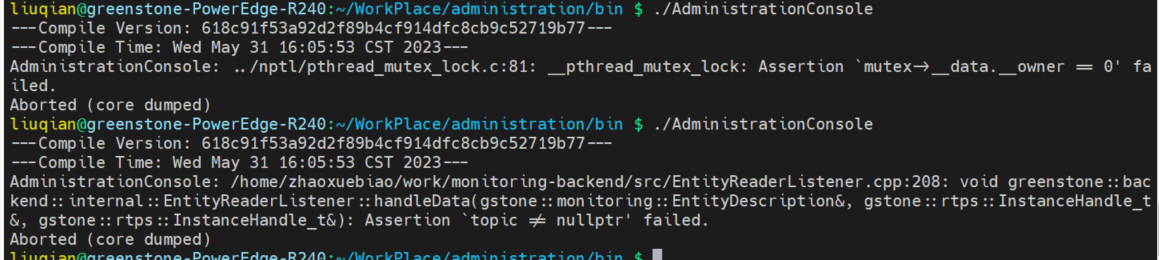 liuqian@greenstone-PowerEdge-R240:~/WorkPlace/administration/bin $ ./AdministrationConsole
---Compile Version: 618c91f53a92d2f89b4cf914dfc8cb9c52719b77---
---Compile Time: Wed May 31 16:05:53 CST 2023---
AdministrationConsole: ../nptl/pthread_mutex_lock.c:81: __pthread_mutex_lock: Assertion `mutex->__data.__owner == 0' fa
iled.
Aborted (core dumped)
liuqian@greenstone-PowerEdge-R240:~/WorkPlace/administration/bin $ ./AdministrationConsole
---Compile Version: 618c91f53a92d2f89b4cf914dfc8cb9c52719b77---
---Compile Time: Wed May 31 16:05:53 CST 2023---
AdministrationConsole: /home/zhaoxuebiao/work/monitoring-backend/src/EntityReaderListener.cpp:208: void greenstone::bac
kend::internal::EntityReaderListener::handleData(gstone::monitoring::EntityDescription&, gstone::rtps::InstanceHandle_t
&, gstone::rtps::InstanceHandle_t&): Assertion `topic != nullptr' failed.
Aborted (core dumped)
liuqian@greenstone-PowerEdge-R240:~/WorkPlace/administration/bin $